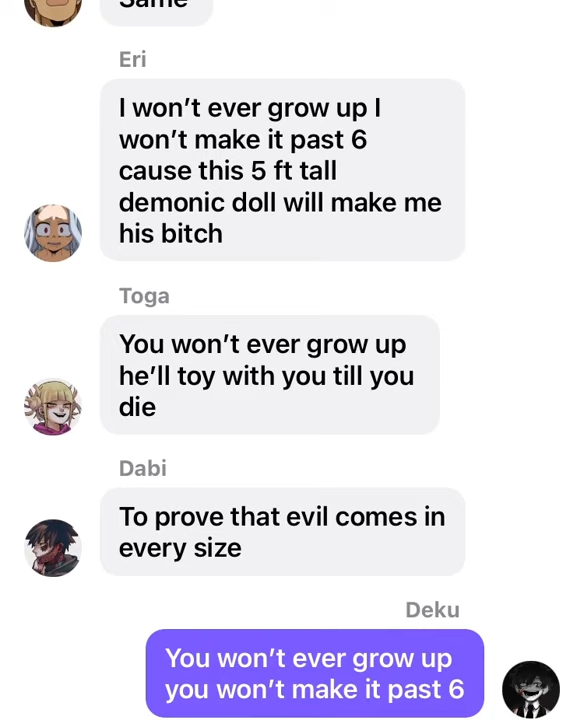 Same
Eri
I won’t ever grow up I
won’t make it past 6
cause this 5 ft tall
demonic doll will make me
his bitch
Toga
You won’t ever grow up
he’ll toy with you till you
die
Dabi
To prove that evil comes in
every size
Deku
You won’t ever grow up
you won’t make it past 6